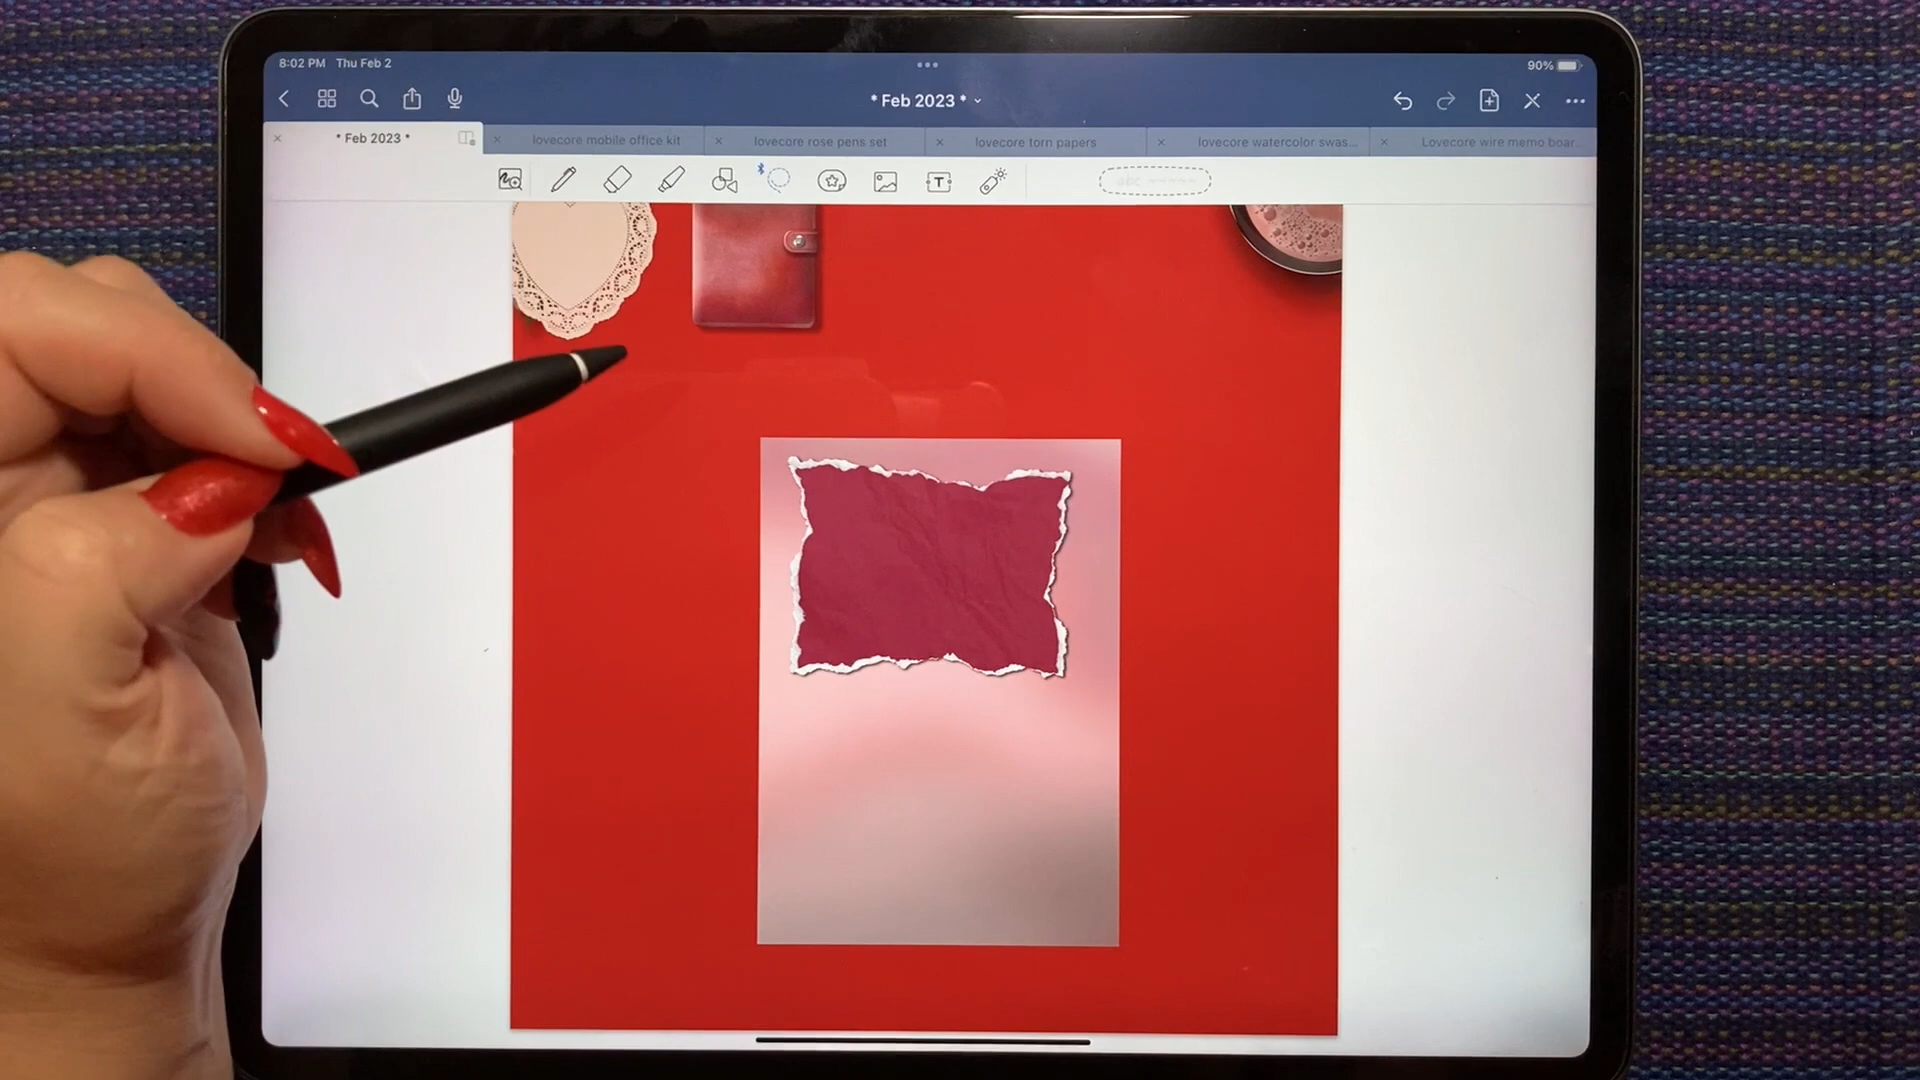 8:02 PM Thu Feb 2
90%
* Feb 2023 *
* Feb 2023 *
lovecore mobile office kit
lovecore rose pens set
lovecore torn papers
lovecore watercolor swas...
Lovecore wire memo boar...
T